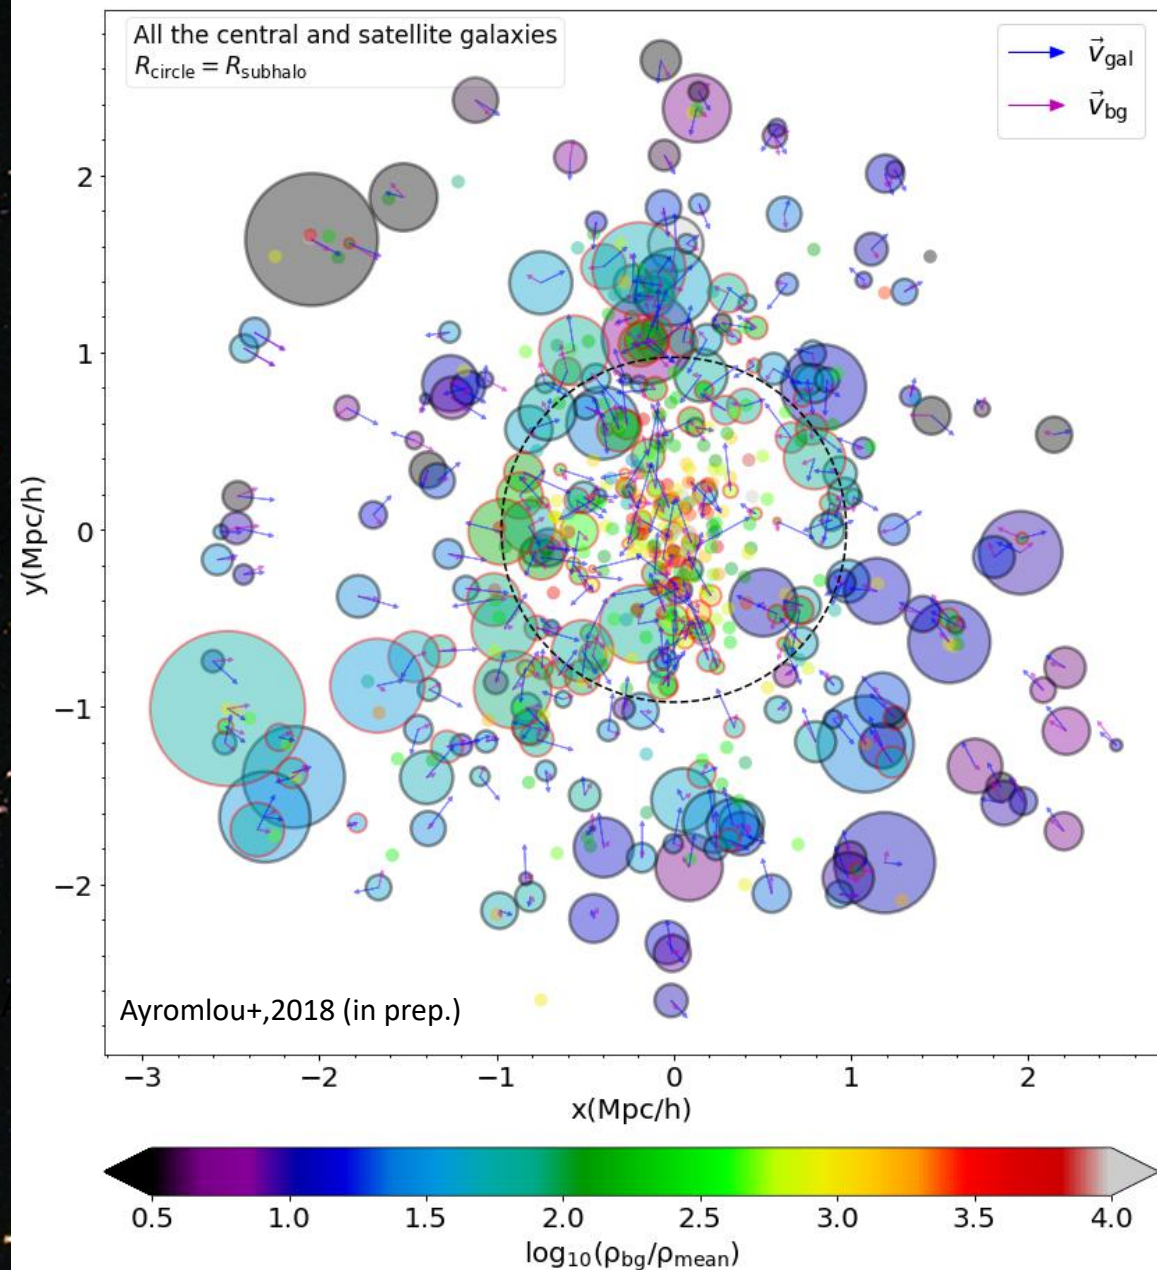 All the central and satellite galaxies
R_circle = R_subhalo
v⃗_gal
v⃗_bg
2
1
0
−1
−2
y(Mpc/h)
Ayromlou+,2018 (in prep.)
−3 −2 −1 0 1 2
x(Mpc/h)
0.5 1.0 1.5 2.0 2.5 3.0 3.5 4.0
log₁₀(ρ_bg/ρ_mean)